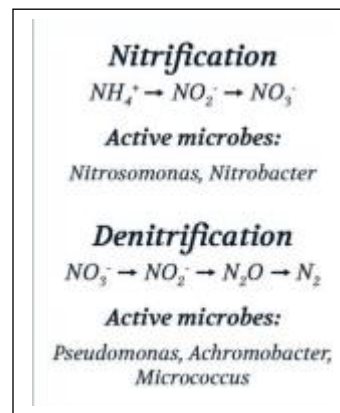 Nitrification
NH₄⁺ → NO₂⁻ → NO₃⁻
Active microbes:
Nitrosomonas, Nitrobacter
Denitrification
NO₃⁻ → NO₂⁻ → N₂O → N₂
Active microbes:
Pseudomonas, Achromobacter,
Micrococcus